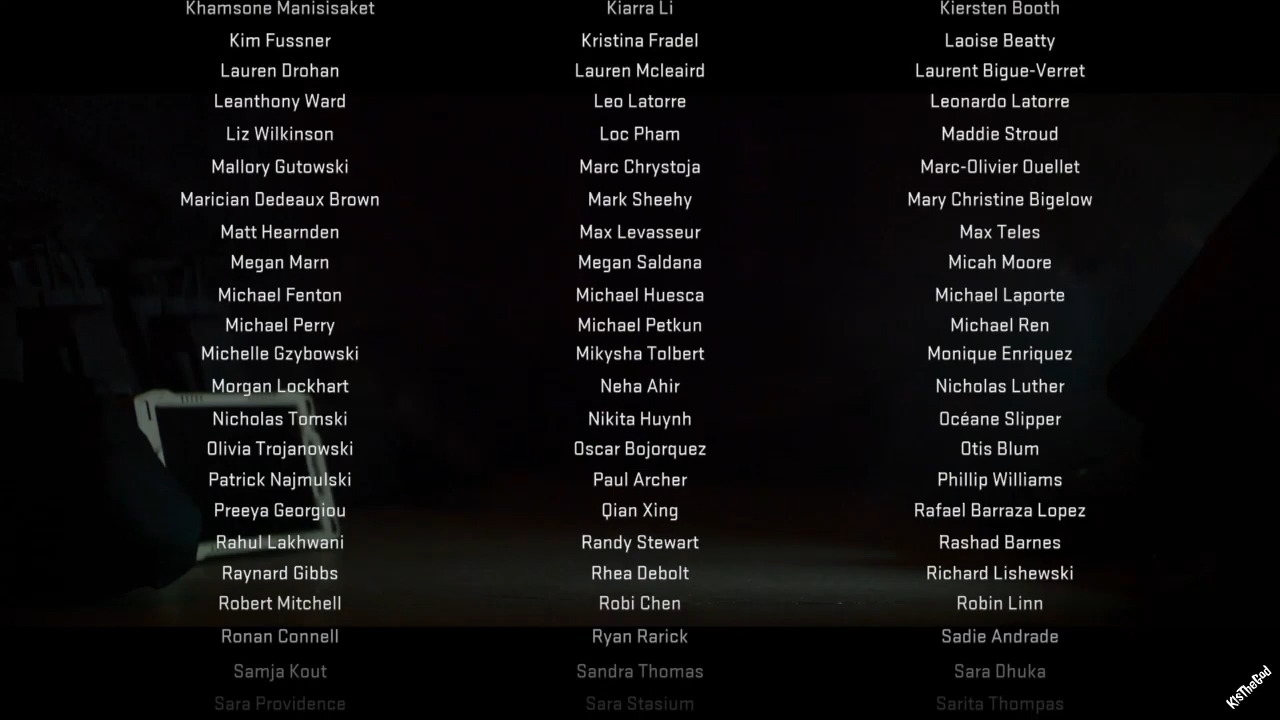 Khamsone Manisisaket Kiarra Li Kiersten Booth
Kim Fussner Kristina Fradel Laoise Beatty
Lauren Drohan Lauren Mcleaird Laurent Bigue-Verret
Leanthony Ward Leo Latorre Leonardo Latorre
Liz Wilkinson Loc Pham Maddie Stroud
Mallory Gutowski Marc Chrystoja Marc-Olivier Ouellet
Marician Dedeaux Brown Mark Sheehy Mary Christine Bigelow
Matt Hearnden Max Levasseur Max Teles
Megan Marn Megan Saldana Micah Moore
Michael Fenton Michael Huesca Michael Laporte
Michael Perry Michael Petkun Michael Ren
Michelle Gzybowski Mikysha Tolbert Monique Enriquez
Morgan Lockhart Neha Ahir Nicholas Luther
Nicholas Tomski Nikita Huynh Océane Slipper
Olivia Trojanowski Oscar Bojorquez Otis Blum
Patrick Najmulski Paul Archer Phillip Williams
Preeya Georgiou Qian Xing Rafael Barraza Lopez
Rahul Lakhwani Randy Stewart Rashad Barnes
Raynard Gibbs Rhea Debolt Richard Lishewski
Robert Mitchell Robi Chen Robin Linn
Ronan Connell Ryan Rarick Sadie Andrade
Samja Kout Sandra Thomas Sara Dhuka
Sara Providence Sara Stasium Sarita Thompas
KIsTheGod